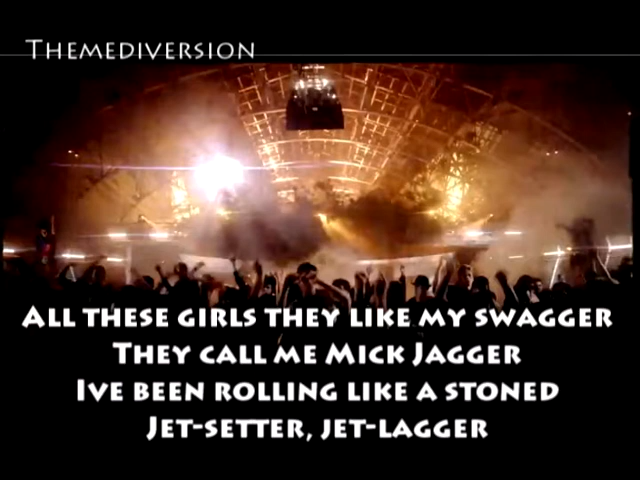 Themediversion
All these girls they like my swagger
They call me Mick Jagger
Ive been rolling like a stoned
Jet-setter, jet-lagger